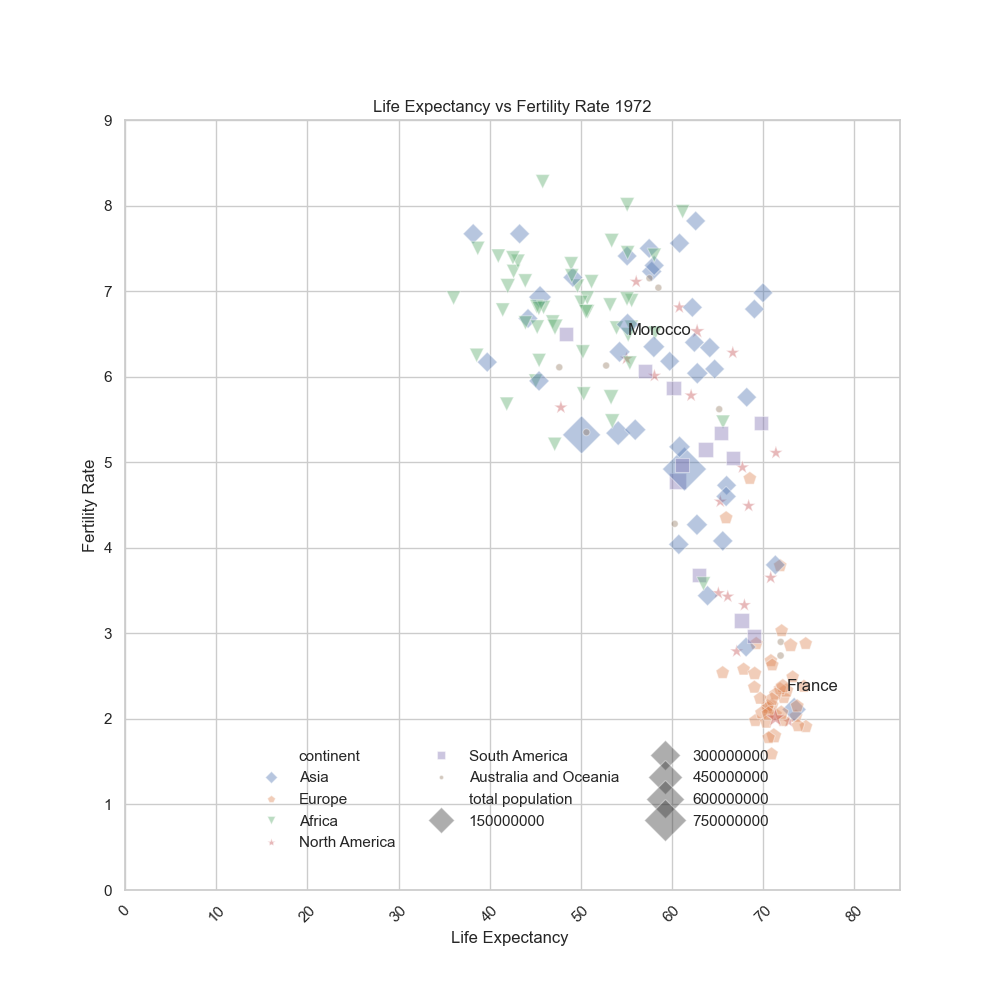 Life Expectancy vs Fertility Rate 1972
Fertility Rate
9
8
7
6
5
4
3
2
1
0
Morocco
France
continent
Asia
Europe
Africa
North America
South America
Australia and Oceania
total population
150000000
300000000
450000000
600000000
750000000
0 10 20 30 40 50 60 70 80
Life Expectancy